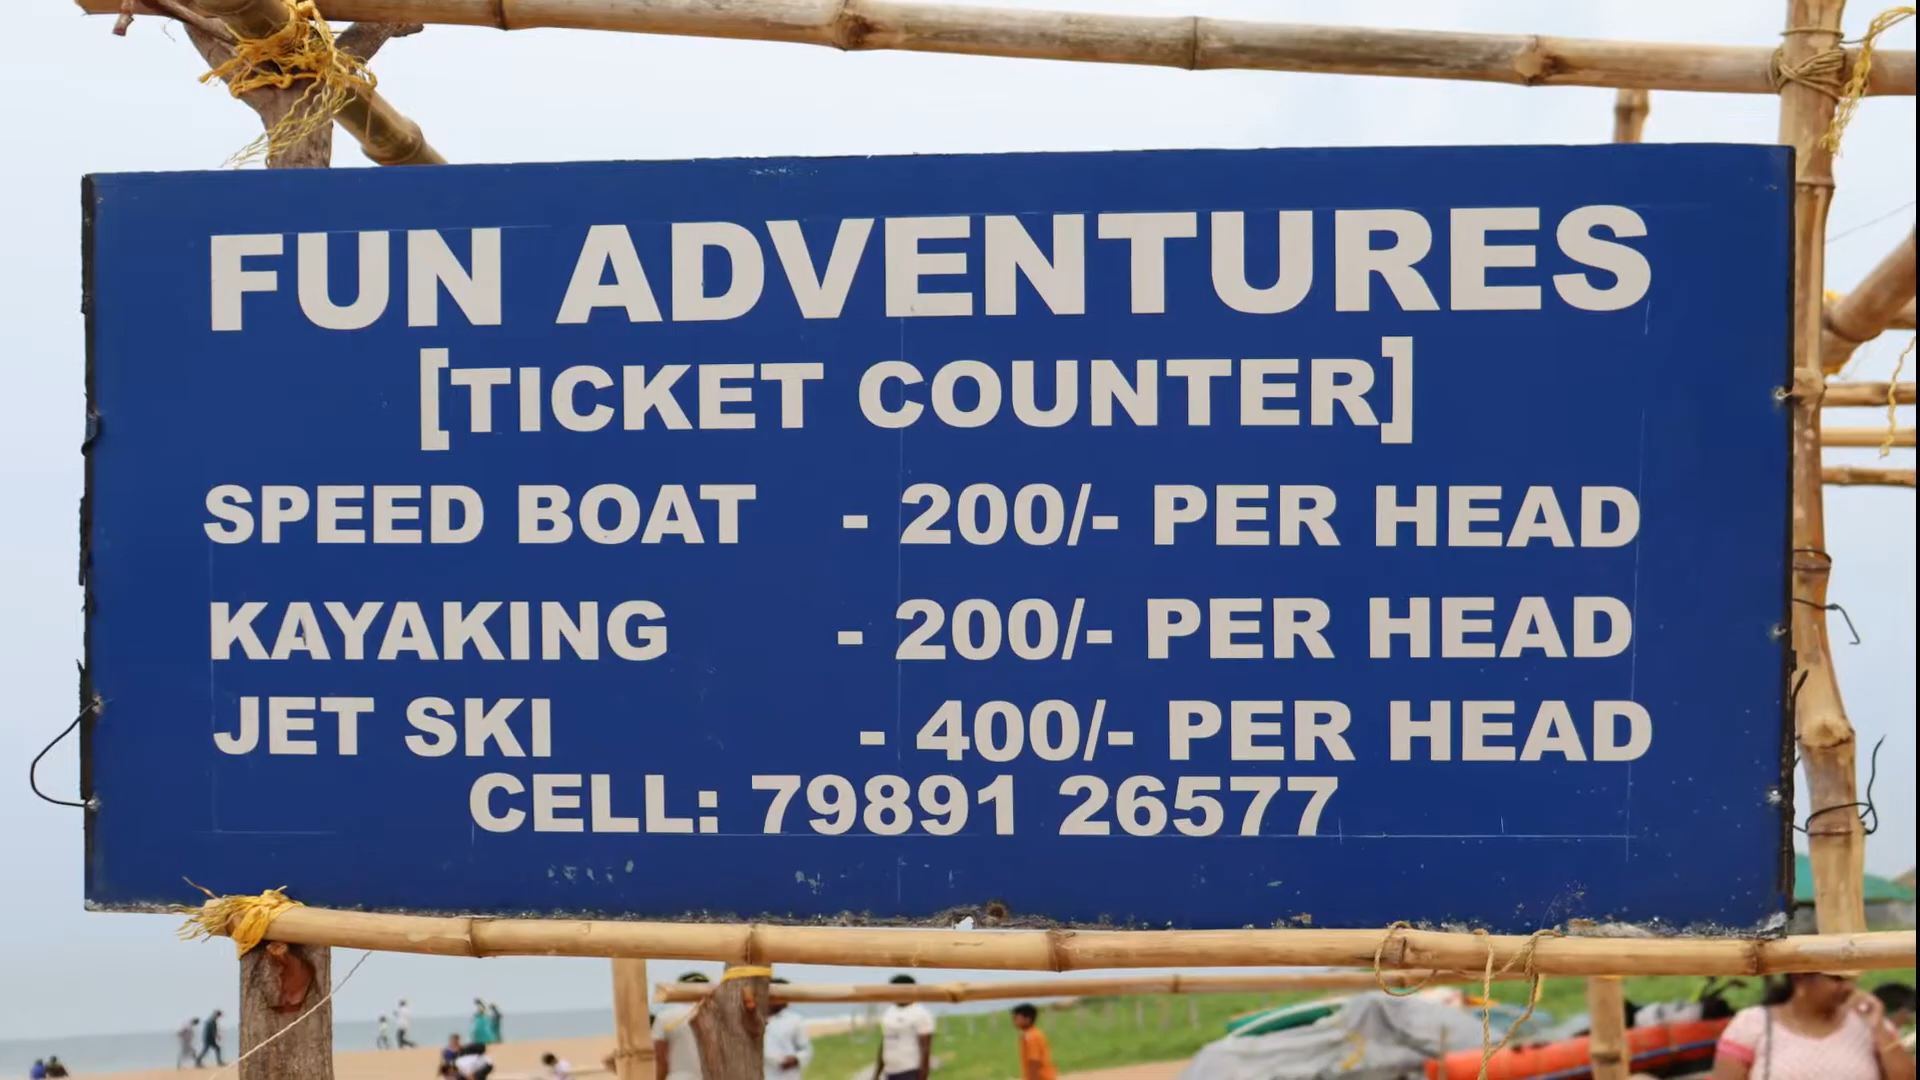 FUN ADVENTURES
[TICKET COUNTER]
SPEED BOAT - 200/- PER HEAD
KAYAKING - 200/- PER HEAD
JET SKI - 400/- PER HEAD
CELL: 79891 26577